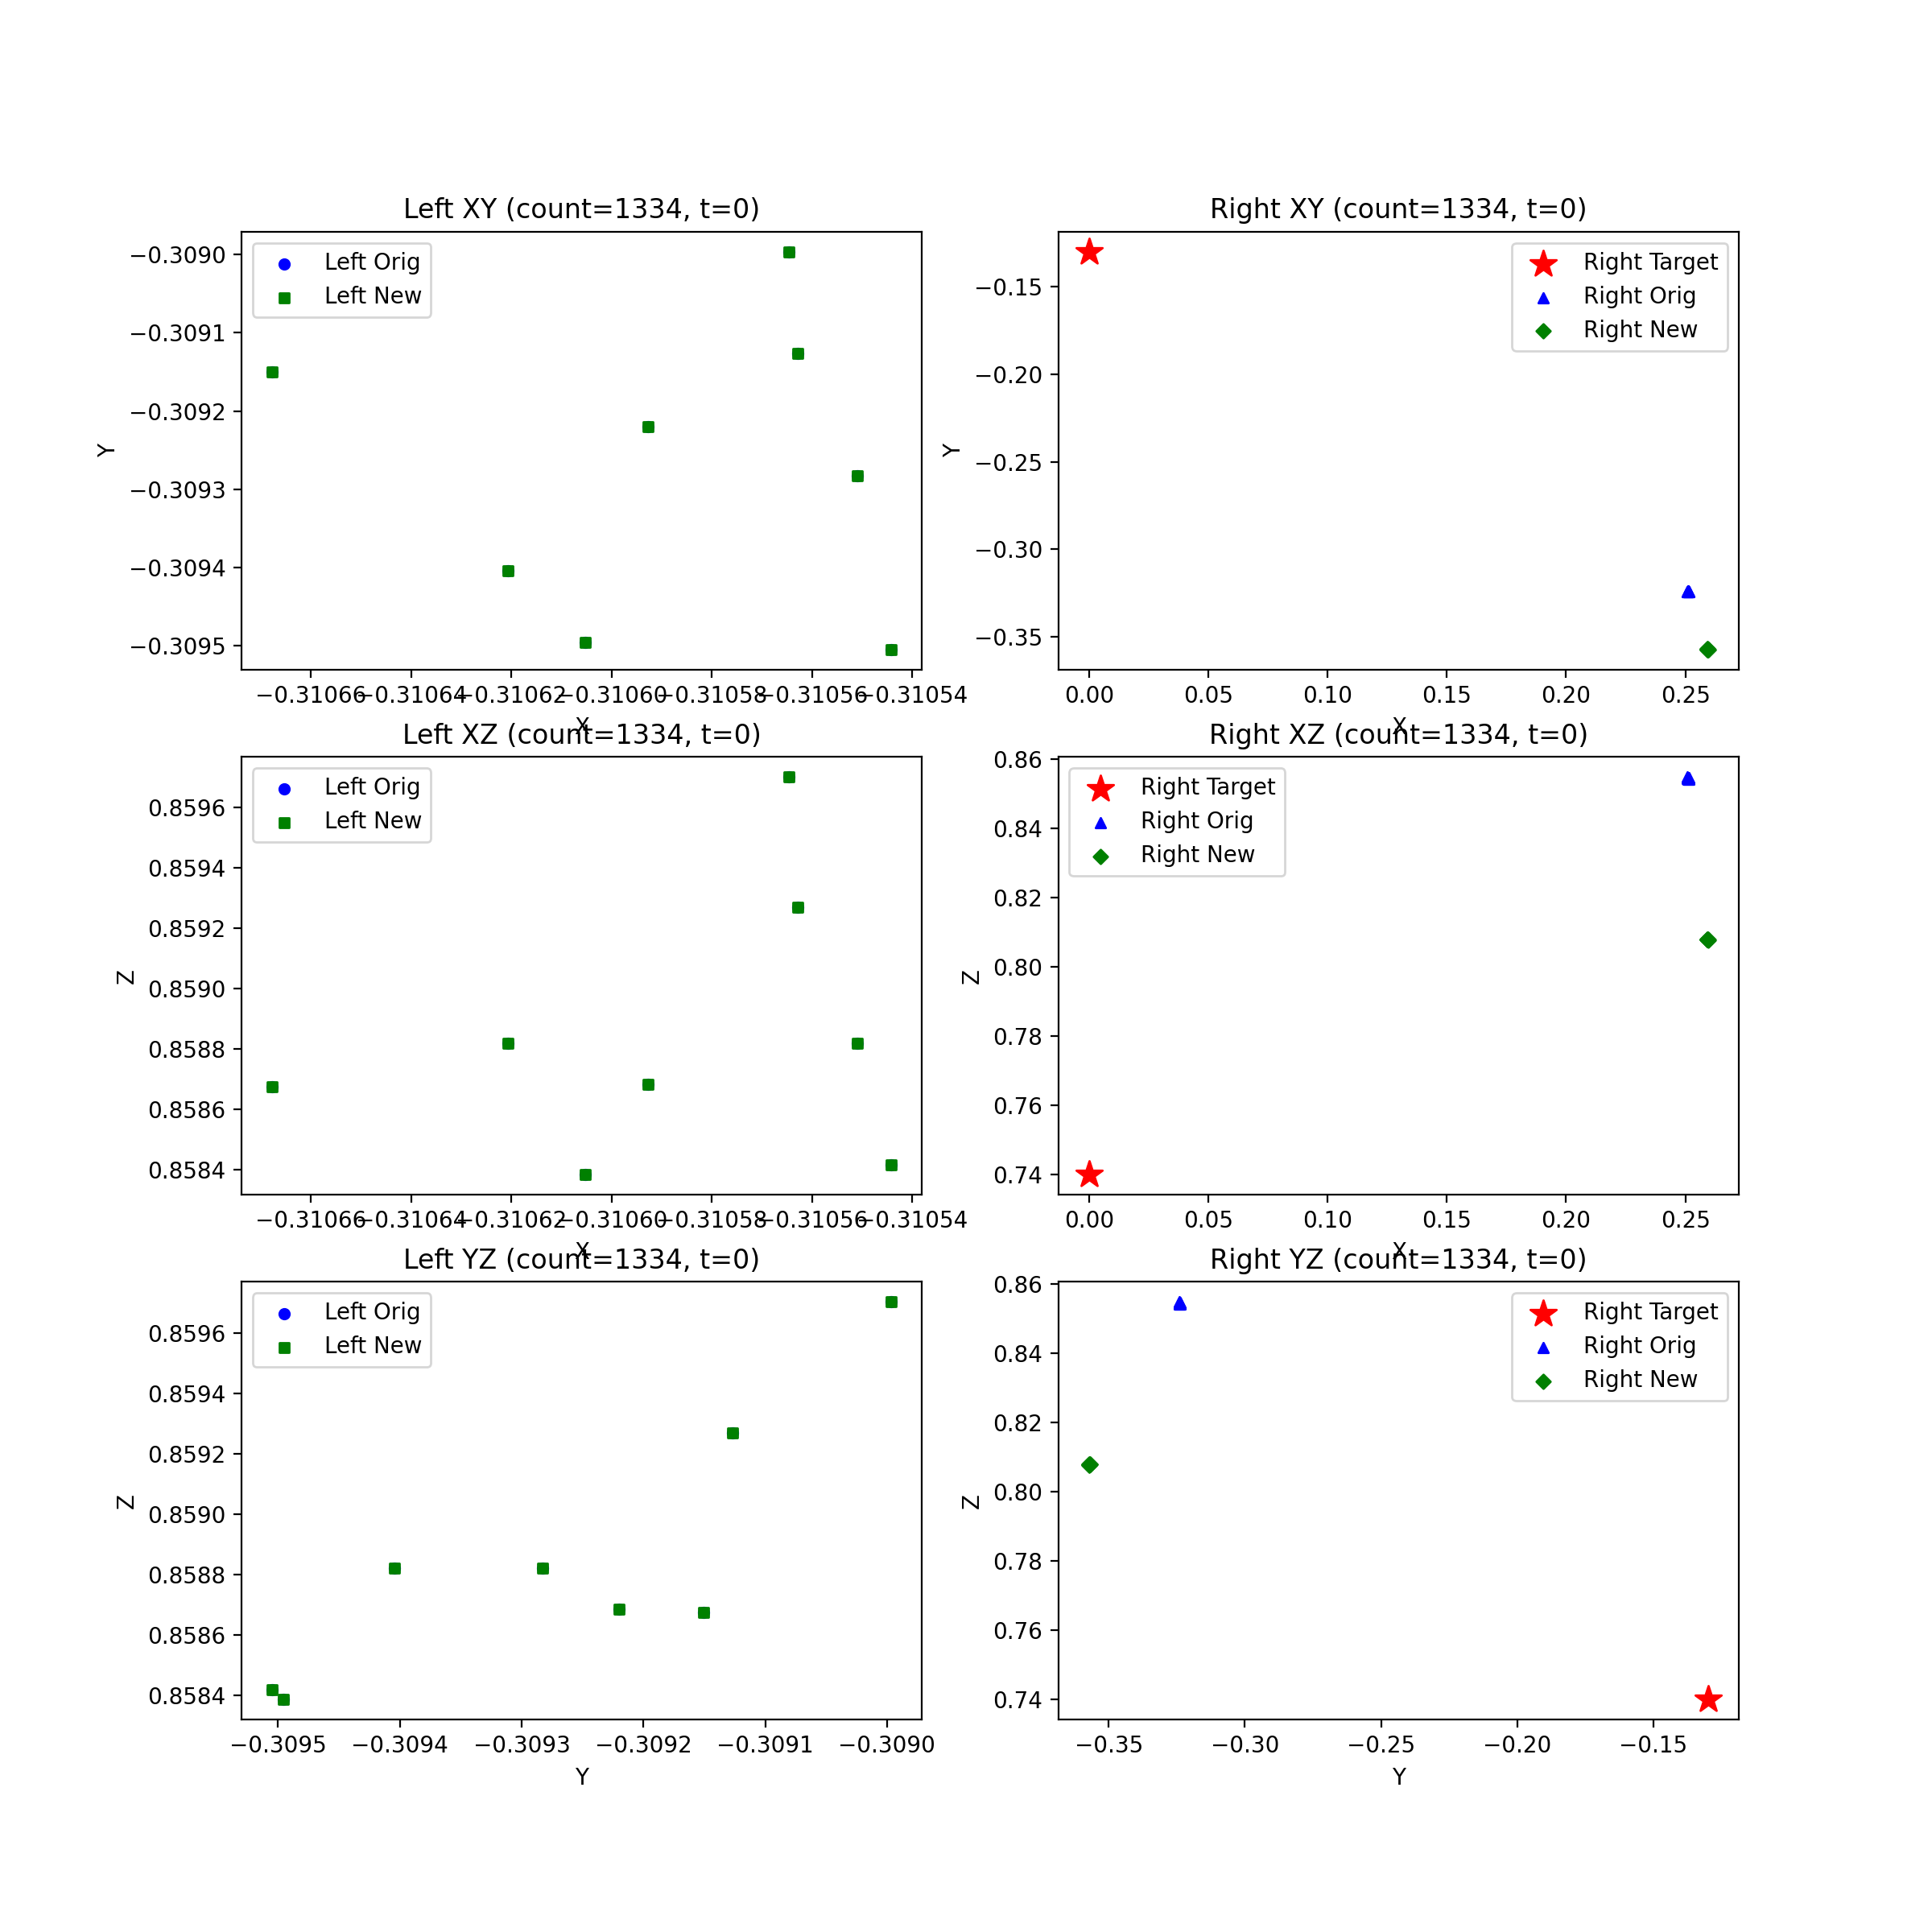 Left XY (count=1334, t=0)
Left Orig
Left New
−0.3090
−0.3091
−0.3092
−0.3093
−0.3094
−0.3095
Y
−0.31066 −0.31064 −0.31062 −0.31060 −0.31058 −0.31056 −0.31054
X
Right XY (count=1334, t=0)
Right Target
Right Orig
Right New
−0.15
−0.20
−0.25
−0.30
−0.35
Y
0.00 0.05 0.10 0.15 0.20 0.25
X
Left XZ (count=1334, t=0)
Left Orig
Left New
0.8596
0.8594
0.8592
0.8590
0.8588
0.8586
0.8584
Z
−0.31066 −0.31064 −0.31062 −0.31060 −0.31058 −0.31056 −0.31054
X
Right XZ (count=1334, t=0)
Right Target
Right Orig
Right New
0.86
0.84
0.82
0.80
0.78
0.76
0.74
Z
0.00 0.05 0.10 0.15 0.20 0.25
X
Left YZ (count=1334, t=0)
Left Orig
Left New
0.8596
0.8594
0.8592
0.8590
0.8588
0.8586
0.8584
Z
−0.3095 −0.3094 −0.3093 −0.3092 −0.3091 −0.3090
Y
Right YZ (count=1334, t=0)
Right Target
Right Orig
Right New
0.86
0.84
0.82
0.80
0.78
0.76
0.74
Z
−0.35 −0.30 −0.25 −0.20 −0.15
Y